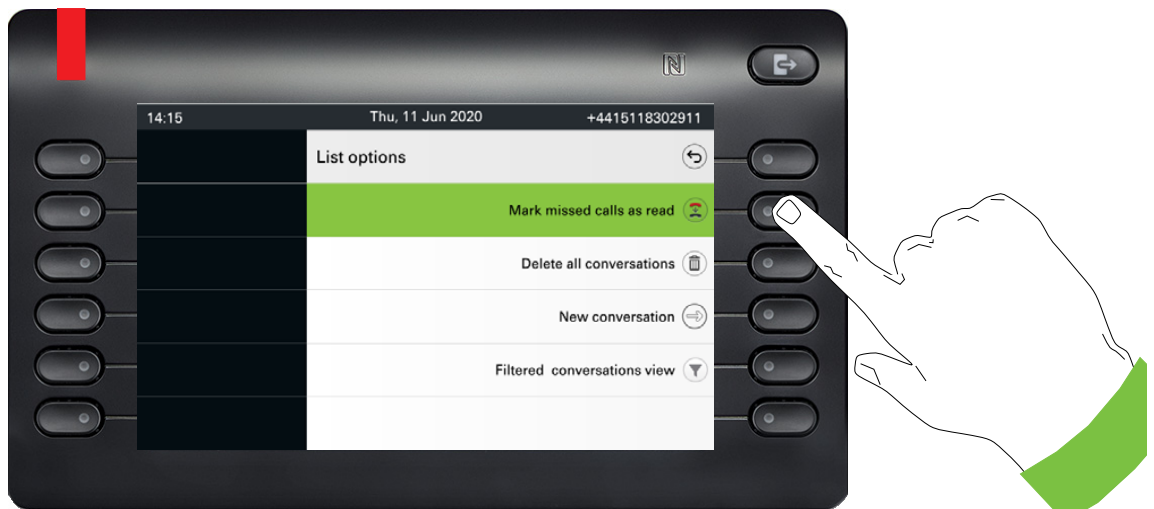 14:15 Thu, 11 Jun 2020 +4415118302911
List options
Mark missed calls as read
Delete all conversations
New conversation
Filtered conversations view